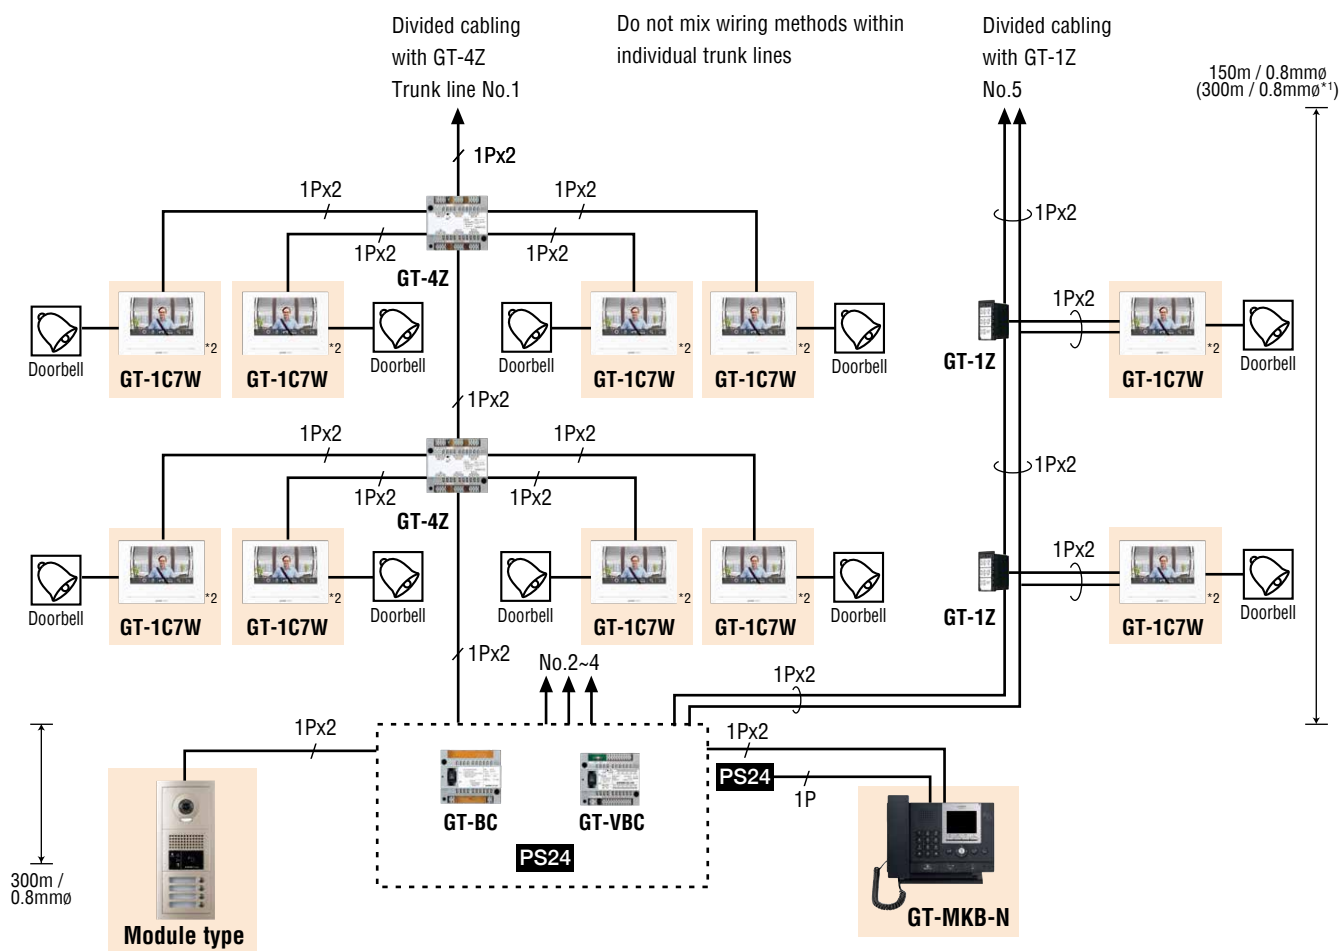 Divided cabling
with GT-4Z
Trunk line No.1
Do not mix wiring methods within
individual trunk lines
Divided cabling
with GT-1Z
No.5
150m / 0.8mmø
(300m / 0.8mmø*1)
1Px2
1Px2
1Px2
1Px2
1Px2
1Px2
GT-4Z
1Px2
Doorbell
*2
GT-1C7W
*2
GT-1C7W
Doorbell
Doorbell
*2
GT-1C7W
*2
GT-1C7W
Doorbell
GT-1Z
*2
GT-1C7W
Doorbell
1Px2
1Px2
1Px2
1Px2
1Px2
1Px2
GT-4Z
1Px2
Doorbell
*2
GT-1C7W
*2
GT-1C7W
Doorbell
Doorbell
*2
GT-1C7W
*2
GT-1C7W
Doorbell
GT-1Z
*2
GT-1C7W
Doorbell
1Px2
No.2~4
1Px2
1Px2
1Px2
PS24
1P
GT-BC
GT-VBC
PS24
300m /
0.8mmø
Module type
GT-MKB-N